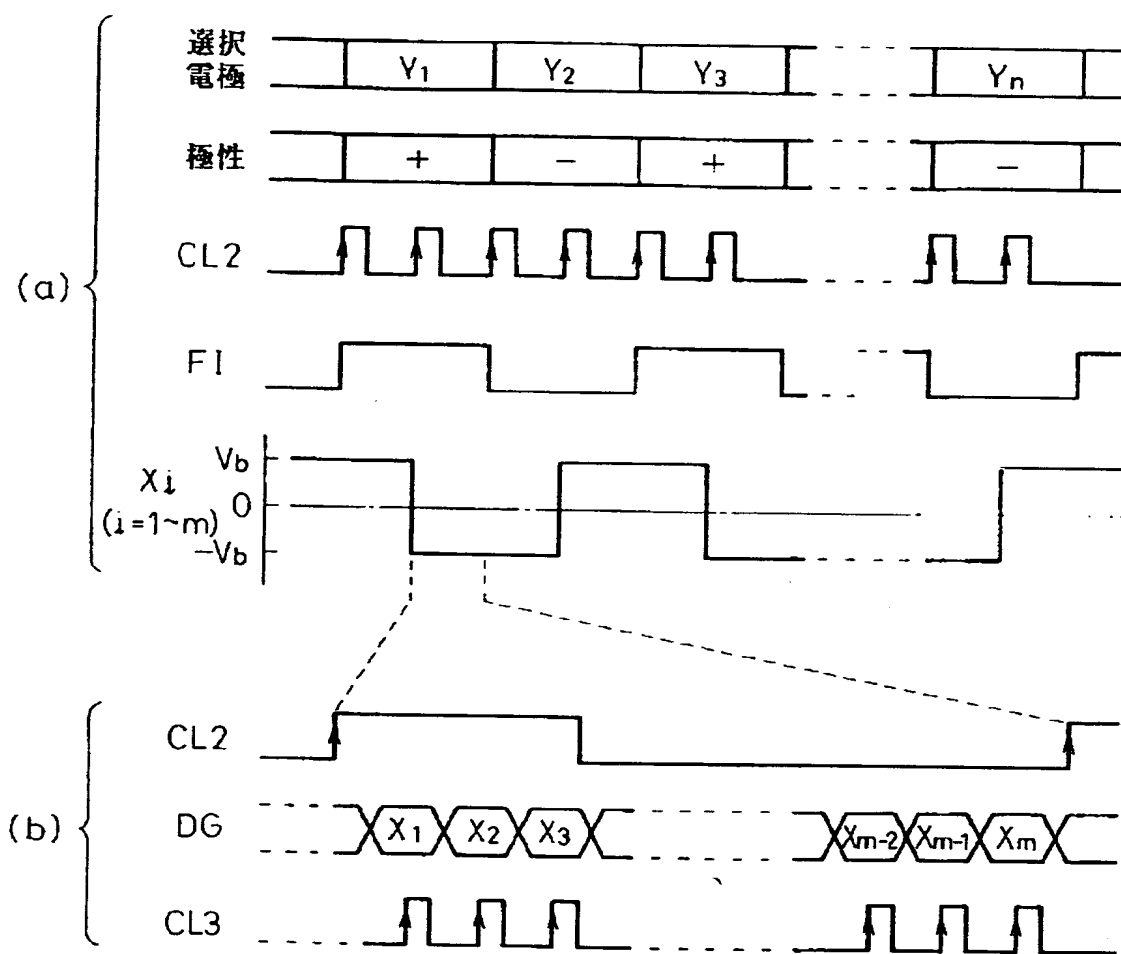 選択
電極
Y1 Y2 Y3 Yn
極性
+ - + -
CL2
(a)
FI
Vb
Xi
0
(i=1~m)
-Vb
CL2
(b)
DG
X1 X2 X3 Xm-2 Xm-1 Xm
CL3